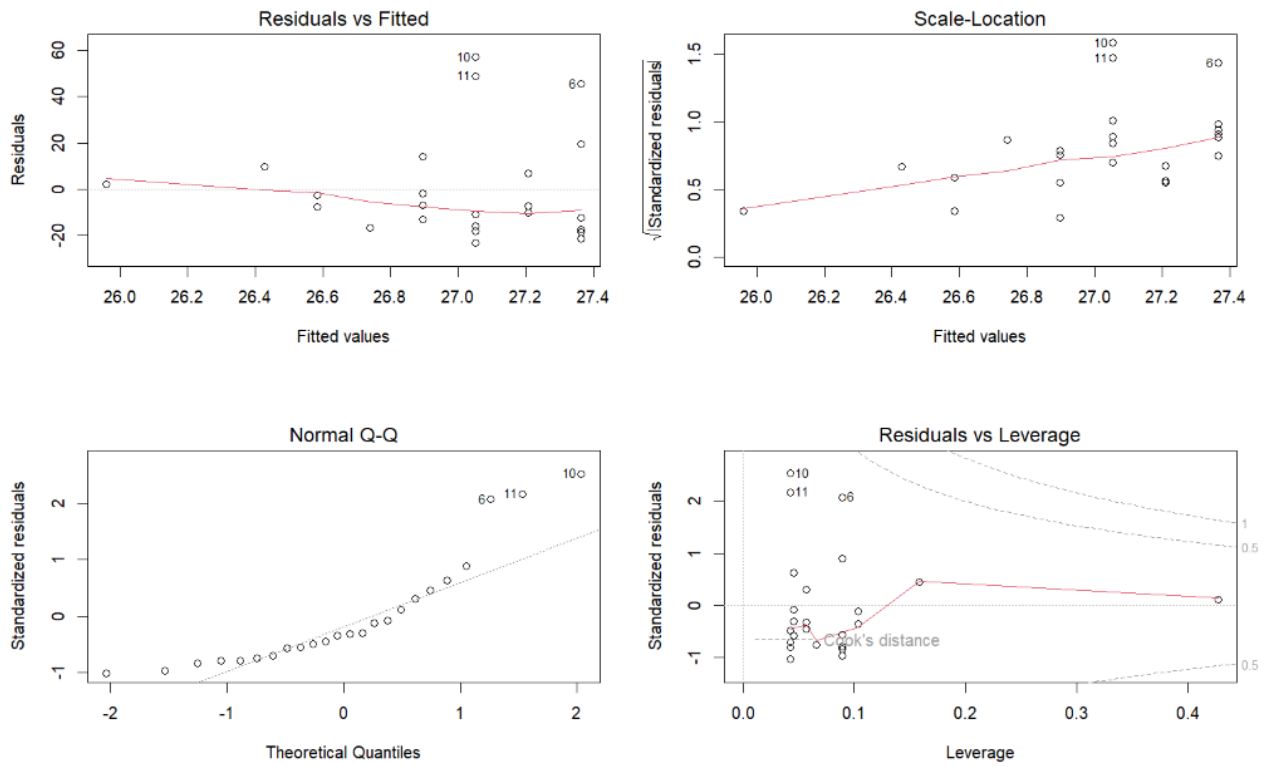 Residuals vs Fitted
Residuals
60
40
20
0
-20
10
11
6
26.0 26.2 26.4 26.6 26.8 27.0 27.2 27.4
Fitted values
Scale-Location
√|Standardized residuals|
1.5
1.0
0.5
0.0
10
11
6
26.0 26.2 26.4 26.6 26.8 27.0 27.2 27.4
Fitted values
Normal Q-Q
Standardized residuals
2
1
0
-1
10
11
6
-2 -1 0 1 2
Theoretical Quantiles
Residuals vs Leverage
Standardized residuals
2
1
0
-1
10
11
6
1
0.5
Cook's distance
0.5
0.0 0.1 0.2 0.3 0.4
Leverage